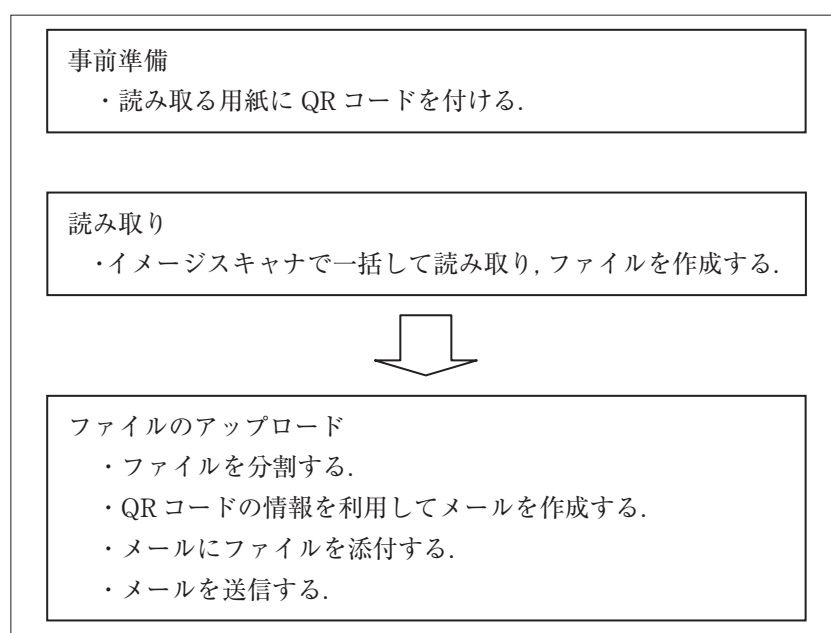 事前準備
・読み取る用紙に QR コードを付ける.
読み取り
・イメージスキャナで一括して読み取り, ファイルを作成する.
ファイルのアップロード
・ファイルを分割する.
・QR コードの情報を利用してメールを作成する.
・メールにファイルを添付する.
・メールを送信する.